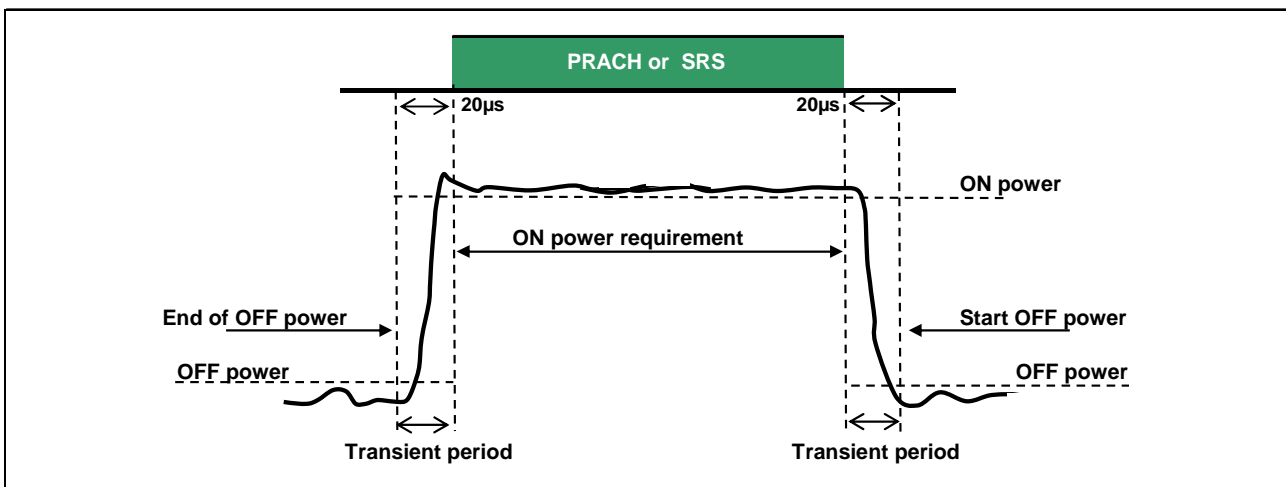 PRACH or SRS
20µs
20µs
ON power
ON power requirement
End of OFF power
Start OFF power
OFF power
OFF power
Transient period
Transient period